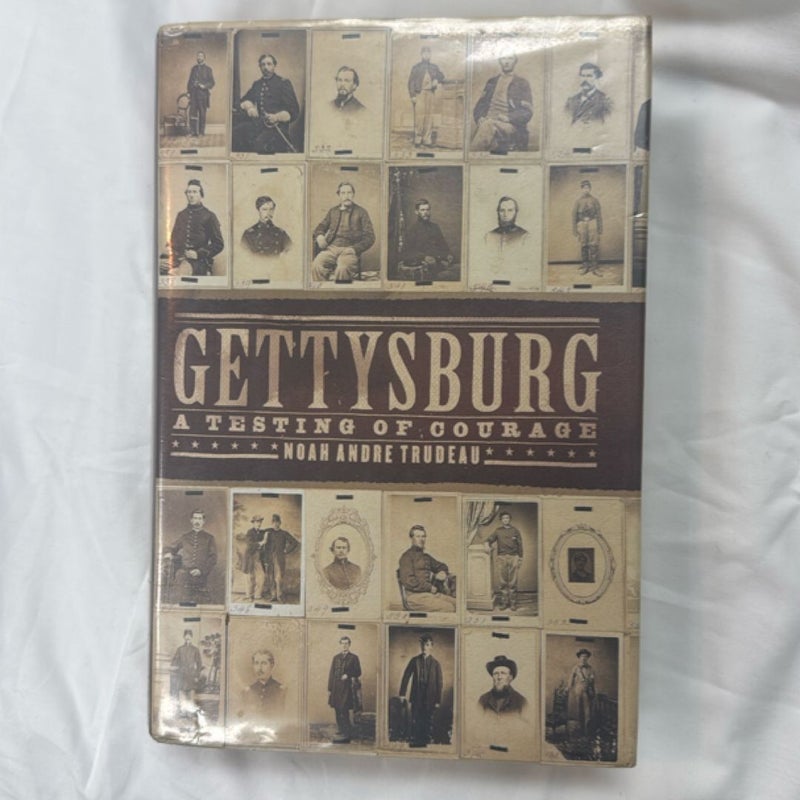 GETTYSBURG
A TESTING OF COURAGE
NOAH ANDRE TRUDEAU